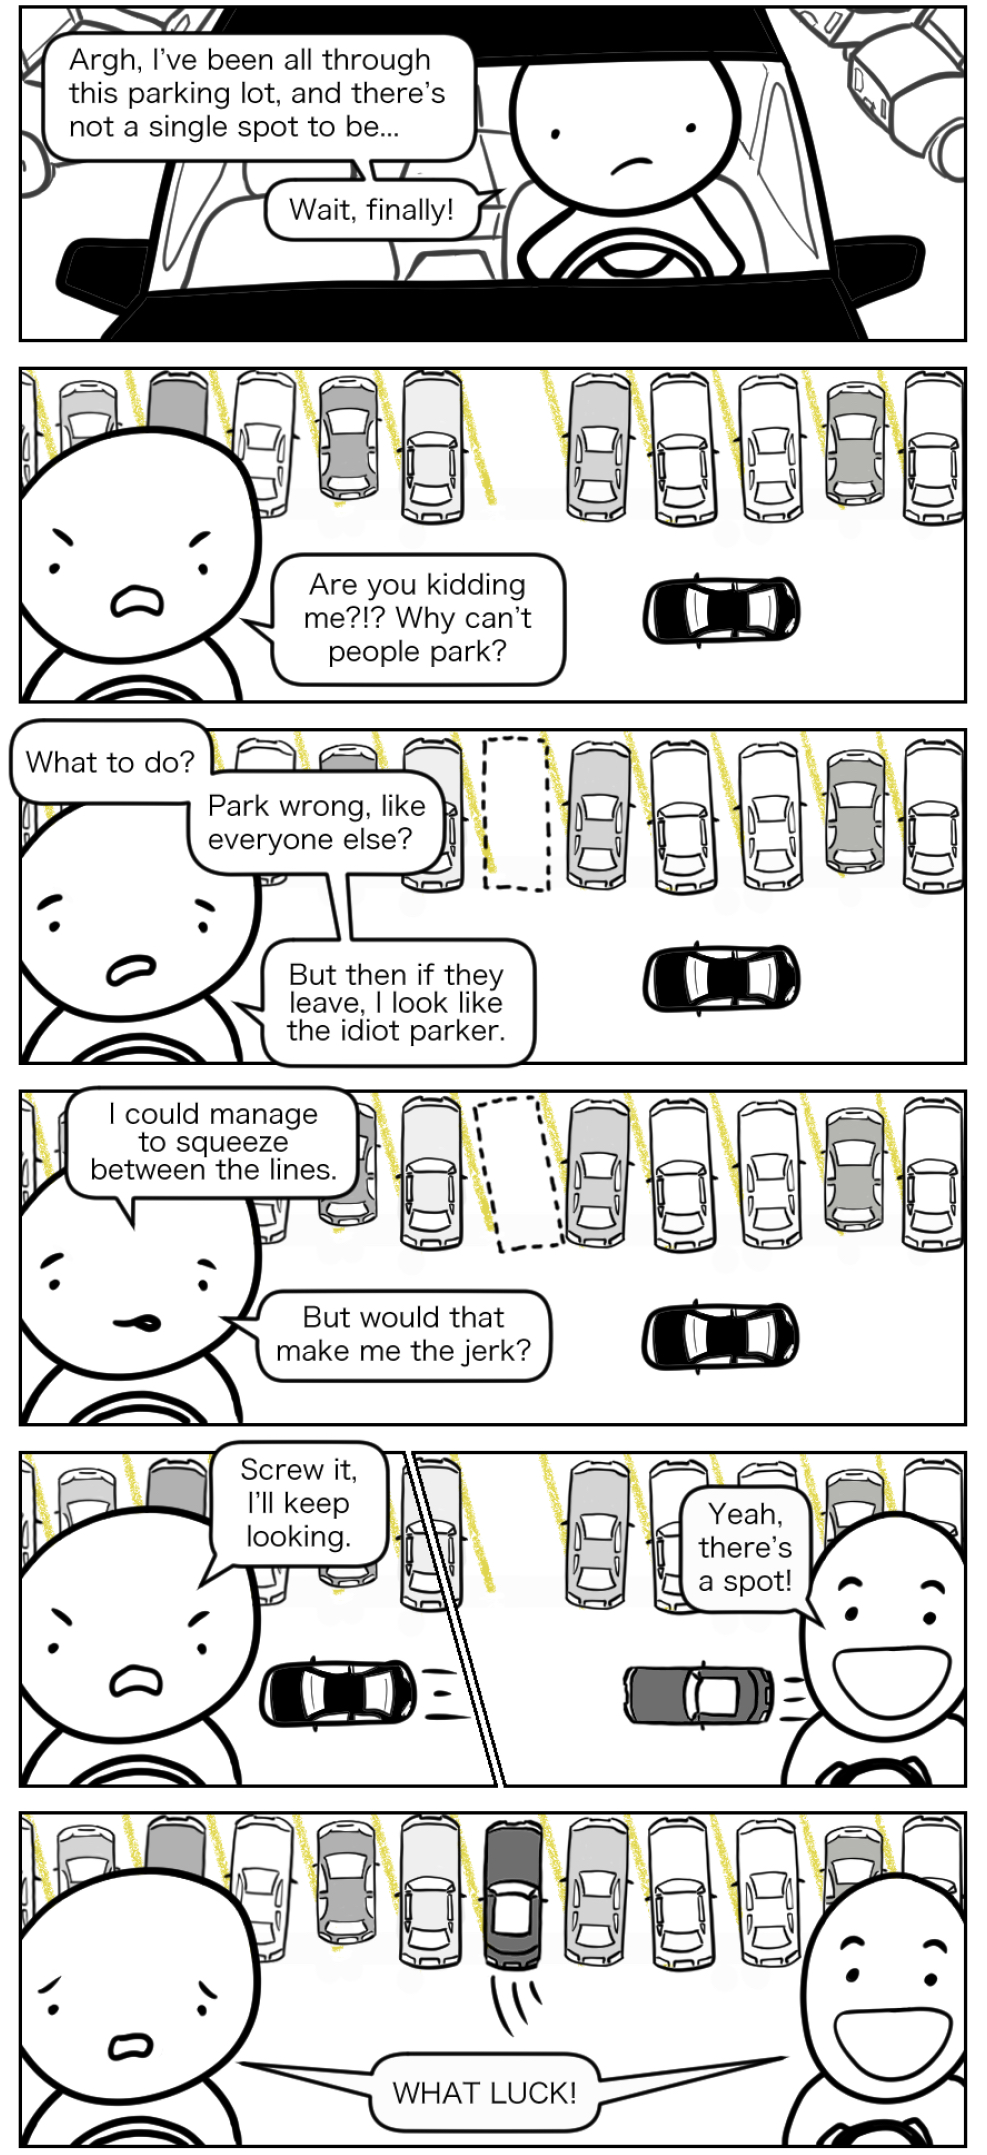 Argh, I've been all through
this parking lot, and there's
not a single spot to be...
Wait, finally!
Are you kidding
me?!? Why can't
people park?
What to do?
Park wrong, like
everyone else?
But then if they
leave, I look like
the idiot parker.
I could manage
to squeeze
between the lines.
But would that
make me the jerk?
Screw it,
I'll keep
looking.
Yeah,
there's
a spot!
WHAT LUCK!